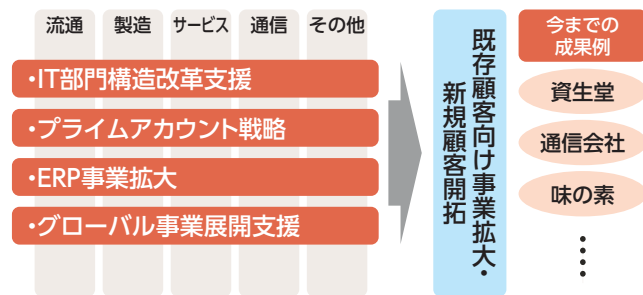 流通
製造
サービス
通信
その他
・IT部門構造改革支援
・プライムアカウント戦略
・ERP事業拡大
・グローバル事業展開支援
既存顧客向け事業拡大・
新規顧客開拓
今までの
成果例
資生堂
通信会社
味の素